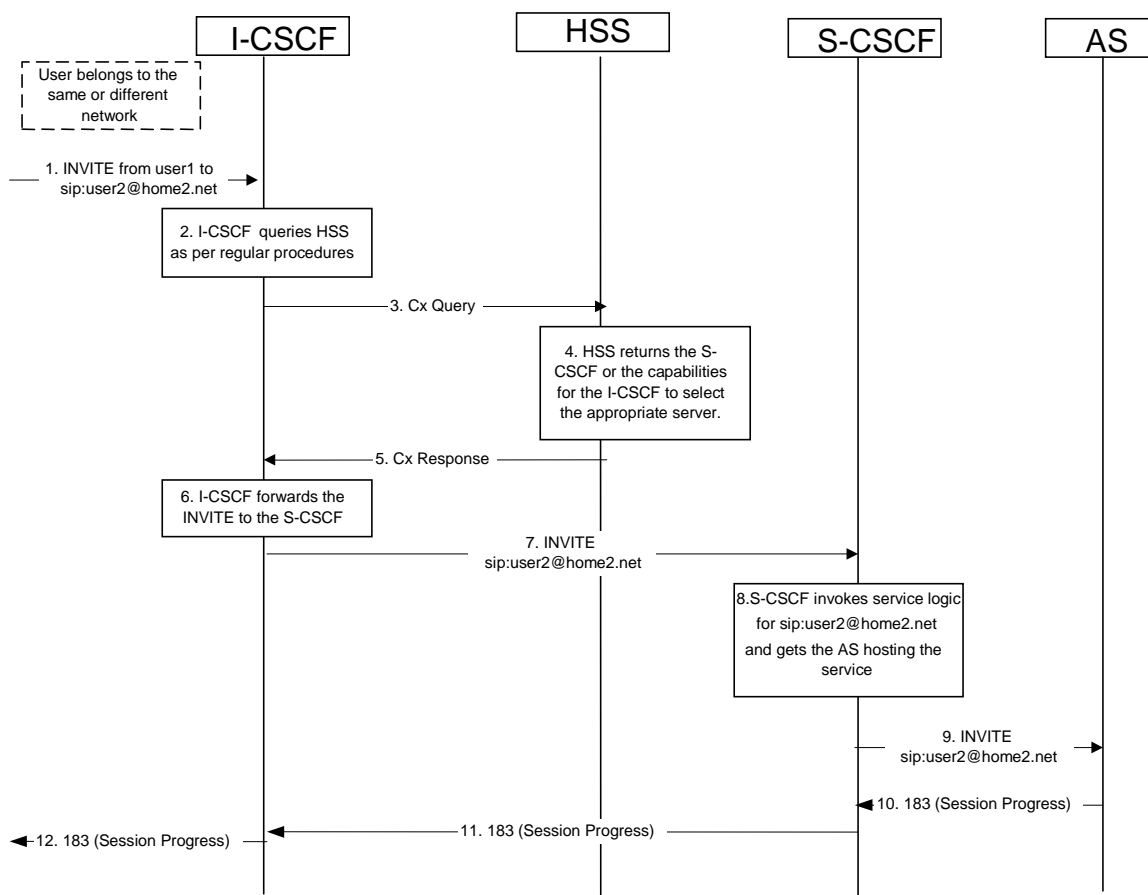 I-CSCF
HSS
S-CSCF
AS
User belongs to the
same or different
network
1. INVITE from user1 to
sip:user2@home2.net
2. I-CSCF queries HSS
as per regular procedures
3. Cx Query
4. HSS returns the S-
CSCF or the capabilities
for the I-CSCF to select
the appropriate server.
5. Cx Response
6. I-CSCF forwards the
INVITE to the S-CSCF
7. INVITE
sip:user2@home2.net
8.S-CSCF invokes service logic
for sip:user2@home2.net
and gets the AS hosting the
service
9. INVITE
sip:user2@home2.net
10. 183 (Session Progress)
11. 183 (Session Progress)
12. 183 (Session Progress)